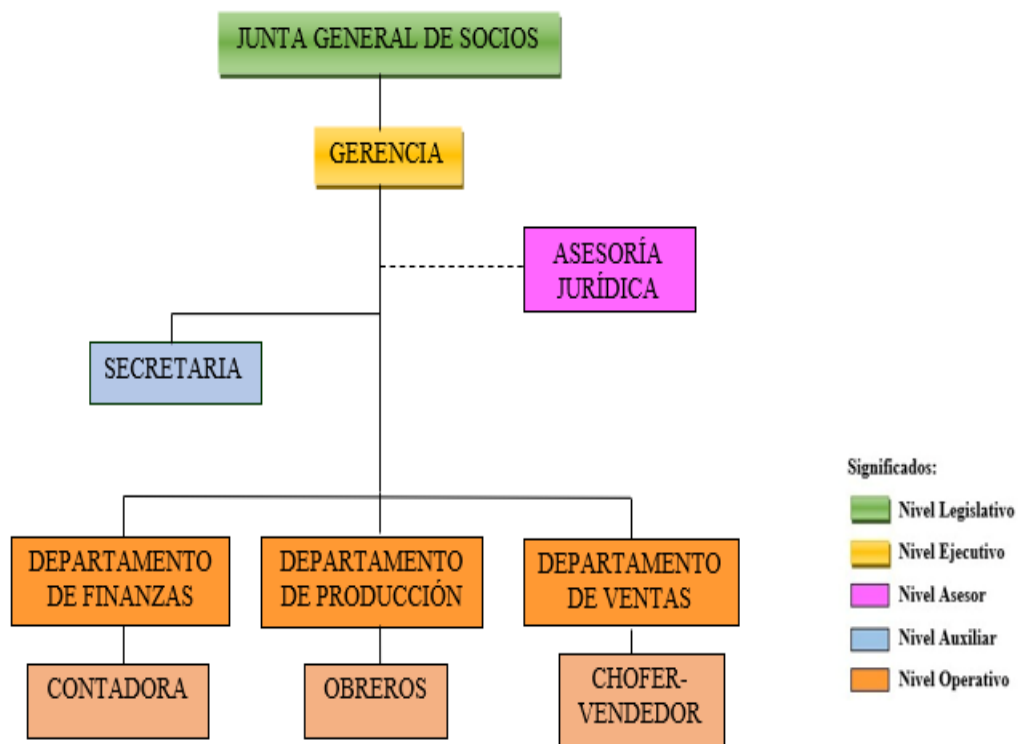 JUNTA GENERAL DE SOCIOS
GERENCIA
ASESORÍA
JURÍDICA
SECRETARIA
DEPARTAMENTO
DE FINANZAS
DEPARTAMENTO
DE PRODUCCIÓN
DEPARTAMENTO
DE VENTAS
CONTADORA
OBREROS
CHOFER-
VENDEDOR
Significados:
Nivel Legislativo
Nivel Ejecutivo
Nivel Asesor
Nivel Auxiliar
Nivel Operativo